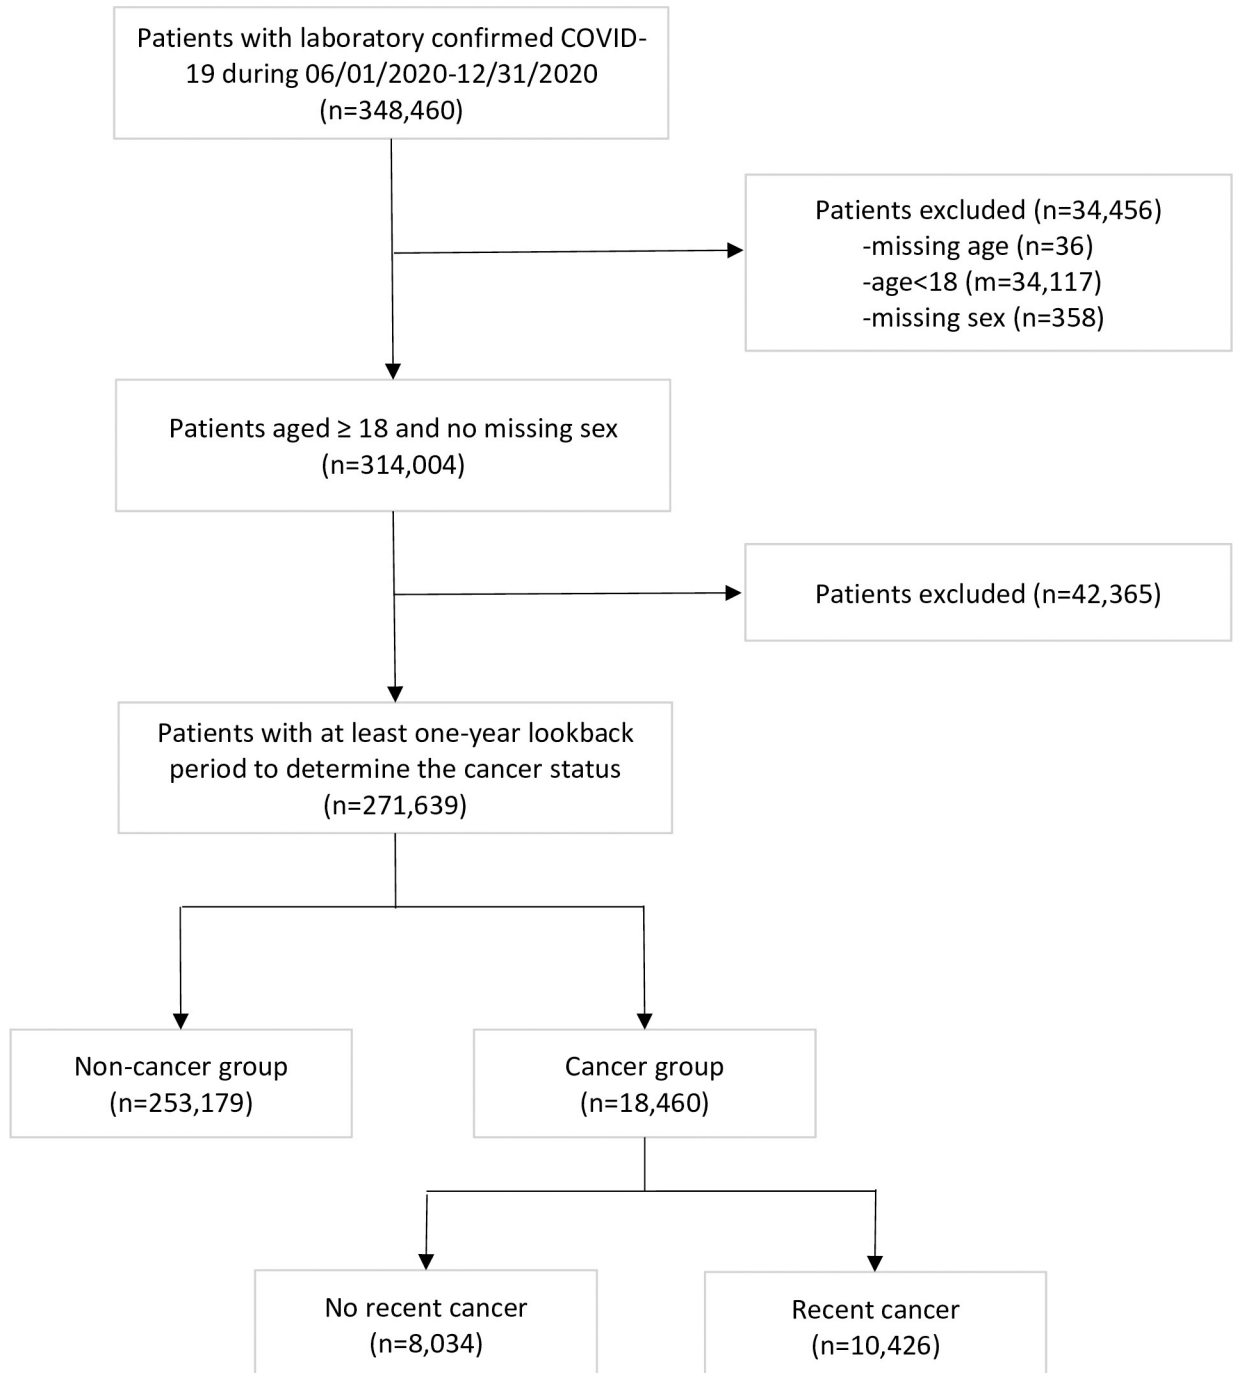 Patients with laboratory confirmed COVID-
19 during 06/01/2020-12/31/2020
(n=348,460)
Patients excluded (n=34,456)
-missing age (n=36)
-age<18 (m=34,117)
-missing sex (n=358)
Patients aged ≥ 18 and no missing sex
(n=314,004)
Patients excluded (n=42,365)
Patients with at least one-year lookback
period to determine the cancer status
(n=271,639)
Non-cancer group
(n=253,179)
Cancer group
(n=18,460)
No recent cancer
(n=8,034)
Recent cancer
(n=10,426)